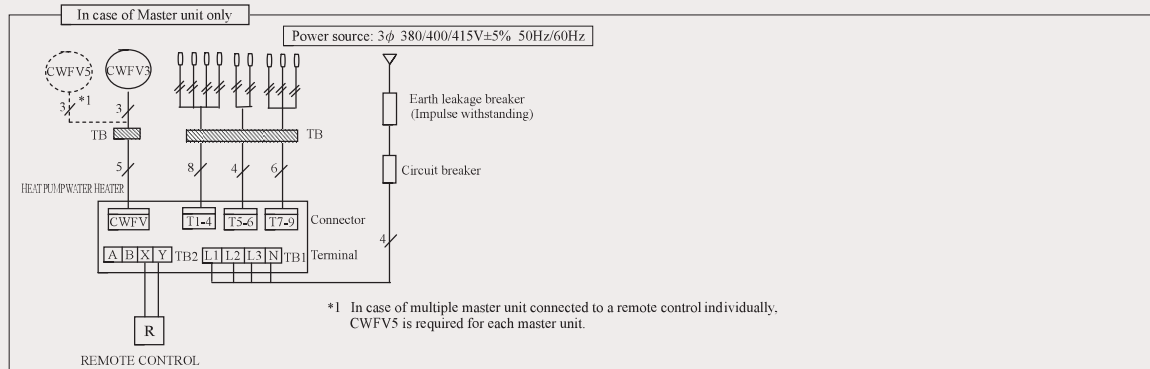 In case of Master unit only
Power source: 3ϕ 380/400/415V±5% 50Hz/60Hz
CWFV5
CWFV3
3
*1
3
TB
TB
Earth leakage breaker
(Impulse withstanding)
Circuit breaker
5
8
4
6
HEAT PUMP WATER HEATER
CWFV
T1-4
T5-6
T7-9
Connector
4
A B X Y TB2
L1 L2 L3 N TB1
Terminal
*1 In case of multiple master unit connected to a remote control individually,
CWFV5 is required for each master unit.
R
REMOTE CONTROL